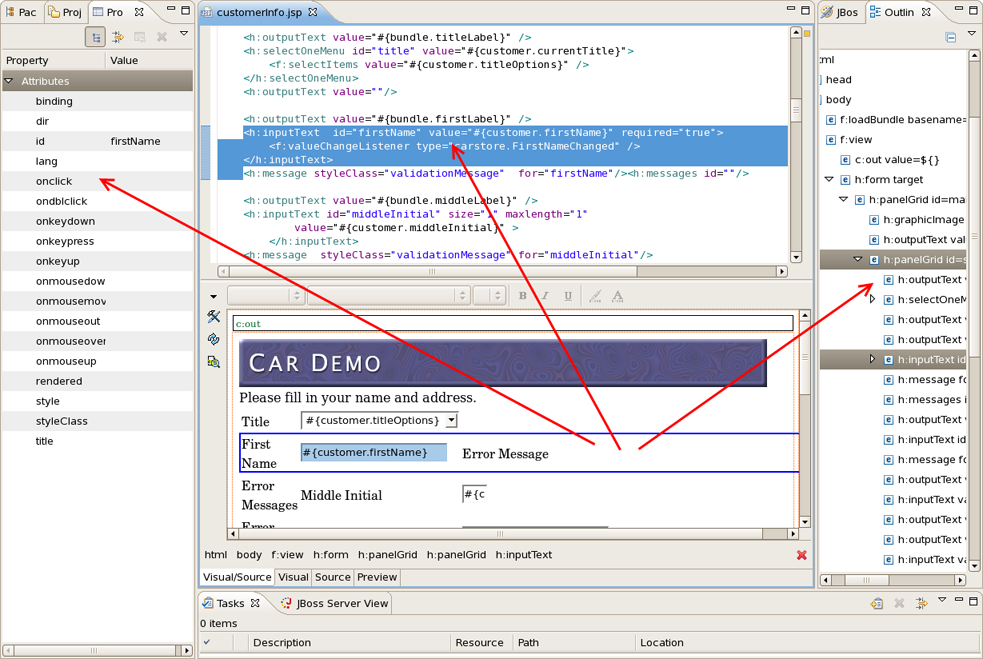 Pac
Proj
Pro
Property Value
Attributes
binding
dir
id firstName
lang
onclick
ondblclick
onkeydown
onkeypress
onkeyup
onmousedow
onmousemov
onmouseout
onmouseover
onmouseup
rendered
style
styleClass
title
customerInfo.jsp
<h:outputText value="#{bundle.titleLabel}" />
<h:selectOneMenu id="title" value="#{customer.currentTitle}">
<f:selectItems value="#{customer.titleOptions}" />
</h:selectOneMenu>
<h:outputText value=""/>
<h:outputText value="#{bundle.firstLabel}" />
<h:inputText id="firstName" value="#{customer.firstName}" required="true">
<f:valueChangeListener type="carstore.FirstNameChanged" />
</h:inputText>
<h:message styleClass="validationMessage" for="firstName"/><h:messages id=""/>
<h:outputText value="#{bundle.middleLabel}" />
<h:inputText id="middleInitial" size="1" maxlength="1"
value="#{customer.middleInitial}" >
</h:inputText>
<h:message styleClass="validationMessage" for="middleInitial"/>
B I U A
c:out
CAR DEMO
Please fill in your name and address.
Title #{customer.titleOptions}
First
Name #{customer.firstName} Error Message
Error
Messages Middle Initial #{c
Error
html body f:view h:form h:panelGrid h:panelGrid h:inputText
Visual/Source Visual Source Preview
Tasks
JBoss Server View
0 items
Description Resource Path Location
JBos
Outlin
tml
head
body
f:loadBundle basename=
f:view
c:out value=${}
h:form target
h:panelGrid id=ma
h:graphicImage
h:outputText val
h:panelGrid id=s
h:outputText v
h:selectOneM
h:outputText v
h:outputText v
h:inputText id
h:message fo
h:messages i
h:outputText v
h:inputText id
h:message fo
h:outputText v
h:inputText va
h:outputText v
h:outputText v
h:inputText va